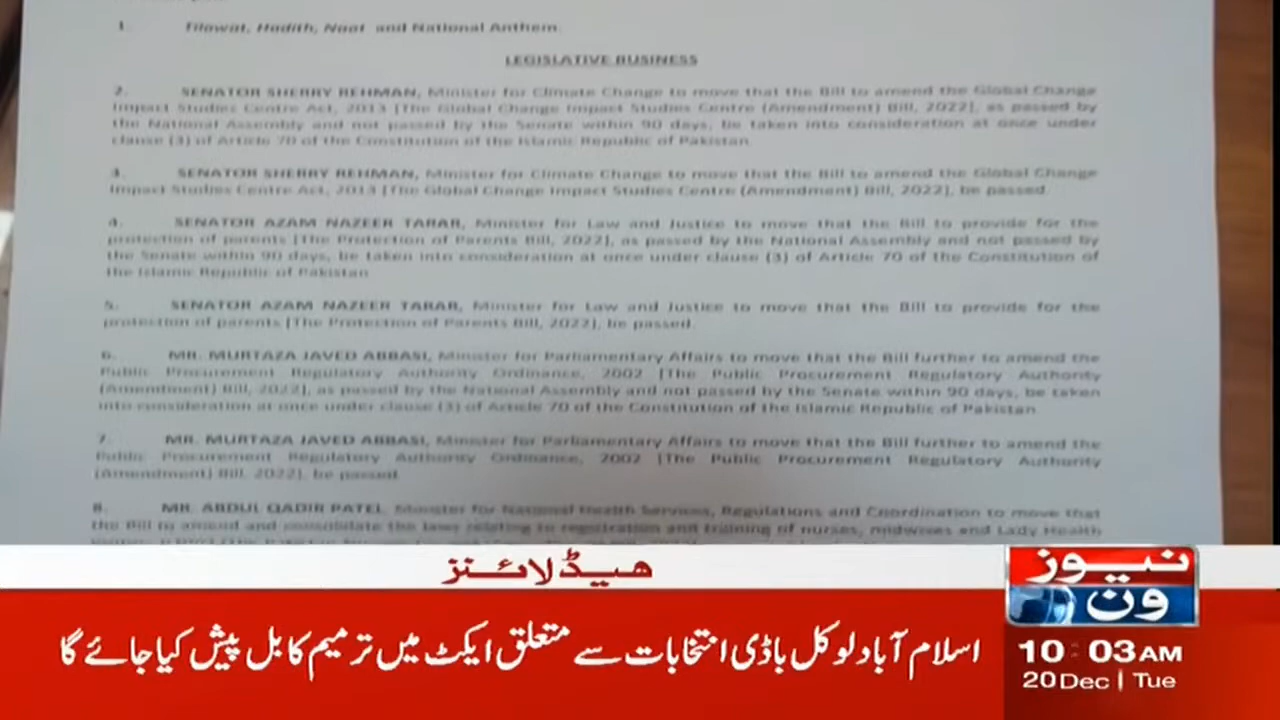 1. Tilawat, Hadith, Naat and National Anthem.
LEGISLATIVE BUSINESS
2. SENATOR SHERRY REHMAN, Minister for Climate Change to move that the Bill to amend the Global Change
Impact Studies Centre Act, 2013 [The Global Change Impact Studies Centre (Amendment) Bill, 2022], as passed by
the National Assembly and not passed by the Senate within 90 days, be taken into consideration at once under
clause (3) of Article 70 of the Constitution of the Islamic Republic of Pakistan.
3. SENATOR SHERRY REHMAN, Minister for Climate Change to move that the Bill to amend the Global Change
Impact Studies Centre Act, 2013 [The Global Change Impact Studies Centre (Amendment) Bill, 2022], be passed.
4. SENATOR AZAM NAZEER TARAR, Minister for Law and Justice to move that the Bill to provide for the
protection of parents [The Protection of Parents Bill, 2022], as passed by the National Assembly and not passed by
the Senate within 90 days, be taken into consideration at once under clause (3) of Article 70 of the Constitution of
the Islamic Republic of Pakistan.
5. SENATOR AZAM NAZEER TARAR, Minister for Law and Justice to move that the Bill to provide for the
protection of parents [The Protection of Parents Bill, 2022], be passed.
6. MR. MURTAZA JAVED ABBASI, Minister for Parliamentary Affairs to move that the Bill further to amend the
Public Procurement Regulatory Authority Ordinance, 2002 [The Public Procurement Regulatory Authority
(Amendment) Bill, 2022], as passed by the National Assembly and not passed by the Senate within 90 days, be taken
into consideration at once under clause (3) of Article 70 of the Constitution of the Islamic Republic of Pakistan.
7. MR. MURTAZA JAVED ABBASI, Minister for Parliamentary Affairs to move that the Bill further to amend the
Public Procurement Regulatory Authority Ordinance, 2002 [The Public Procurement Regulatory Authority
(Amendment) Bill, 2022], be passed.
8. MR. ABDUL QADIR PATEL, Minister for National Health Services, Regulations and Coordination to move that
the Bill to amend and consolidate the laws relating to registration and training of nurses, midwives and Lady Health
ہیڈلائنز
نیوز
ون
اسلام آباد لوکل باڈی انتخابات سے متعلق ایکٹ میں ترمیم کا بل پیش کیا جائے گا
10:03 AM
20 Dec | Tue